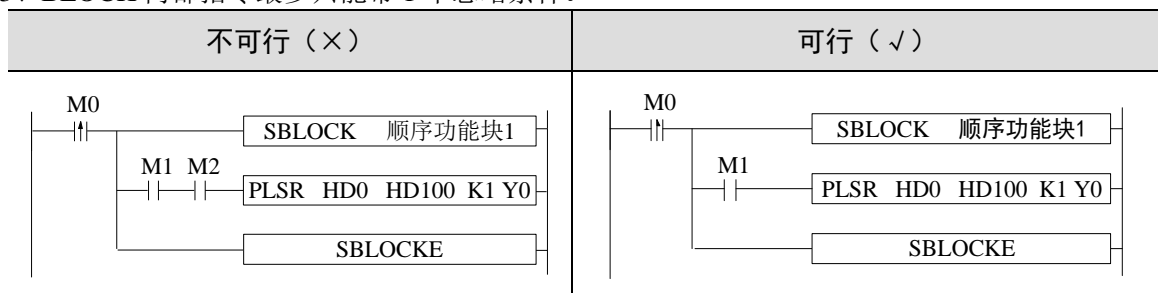 BLOCK
不可行（×）
可行（√）
M0
SBLOCK 顺序功能块1
M1 M2
PLSR HD0 HD100 K1 Y0
SBLOCKE
M0
SBLOCK 顺序功能块1
M1
PLSR HD0 HD100 K1 Y0
SBLOCKE